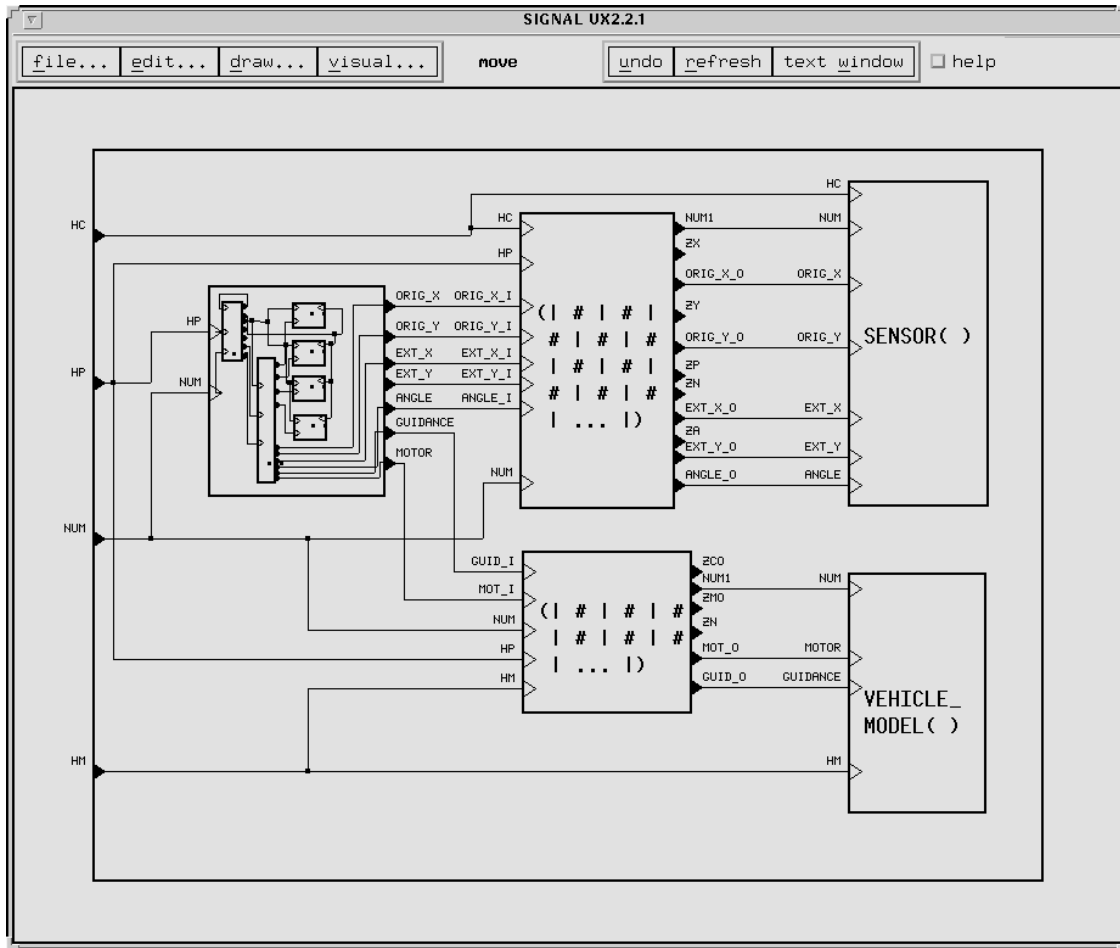 SIGNAL UX2.2.1
file... edit... draw... visual... move undo refresh text window help
HC
HP
NUM
HM
HP
NUM
ORIG_X
ORIG_Y
EXT_X
EXT_Y
ANGLE
GUIDANCE
MOTOR
HC
HP
ORIG_X_I
ORIG_Y_I
EXT_X_I
EXT_Y_I
ANGLE_I
NUM
(| # | # |
# | # | #
| # | # |
# | # | #
| ... |)
NUM1
ZX
ORIG_X_O
ZY
ORIG_Y_O
ZP
ZN
EXT_X_O
ZA
EXT_Y_O
ANGLE_O
HC
NUM
ORIG_X
ORIG_Y
EXT_X
EXT_Y
ANGLE
SENSOR( )
GUID_I
MOT_I
NUM
HP
HM
(| # | # | #
| # | # | #
| ... |)
ZCO
NUM1
ZMO
ZN
MOT_O
GUID_O
NUM
MOTOR
GUIDANCE
HM
VEHICLE_
MODEL( )